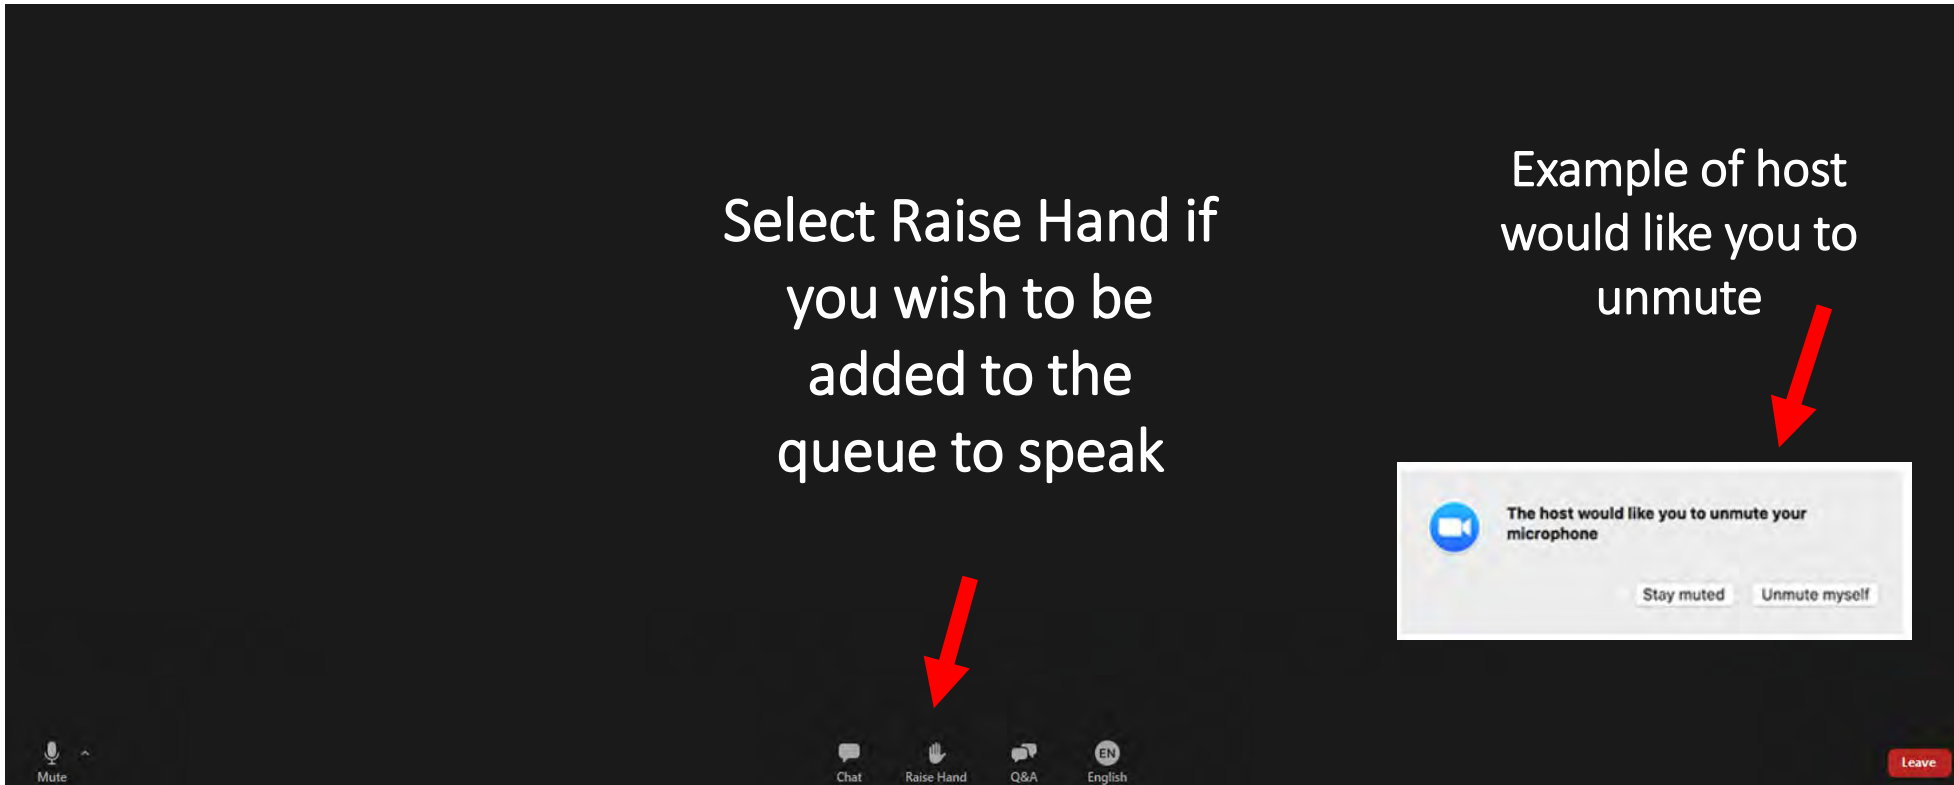 Select Raise Hand if
you wish to be
added to the
queue to speak
Example of host
would like you to
unmute
The host would like you to unmute your
microphone
Stay muted
Unmute myself
Mute
Chat
Raise Hand
Q&A
EN
English
Leave